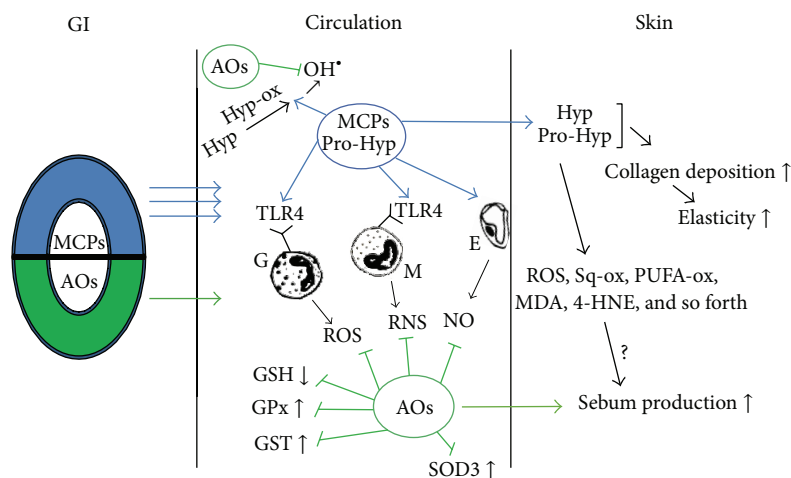 GI
Circulation
Skin
AOs
OH•
Hyp-ox
Hyp
MCPs
Pro-Hyp
Hyp
Pro-Hyp
Collagen deposition ↑
Elasticity ↑
TLR4
TLR4
G
M
E
MCPs
AOs
ROS, Sq-ox, PUFA-ox,
MDA, 4-HNE, and so forth
?
Sebum production ↑
ROS
RNS
NO
GSH ↓
GPx ↑
GST ↑
AOs
SOD3 ↑